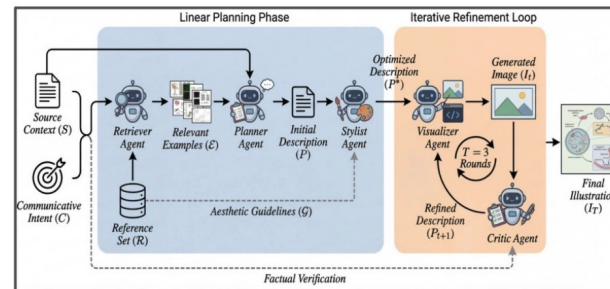 Linear Planning Phase
Iterative Refinement Loop
Source
Context (S)
Communicative
Intent (C)
Retriever
Agent
Relevant
Examples (ε)
Planner
Agent
Initial
Description (P)
Stylist
Agent
Optimized
Description
(P*)
Visualizer
Agent
Generated
Image (Iₜ)
T = 3
Rounds
Critic Agent
Refined
Description
(Pₜ₊₁)
Final
Illustration
(I_T)
Reference
Set (R)
Aesthetic Guidelines (G)
Factual Verification